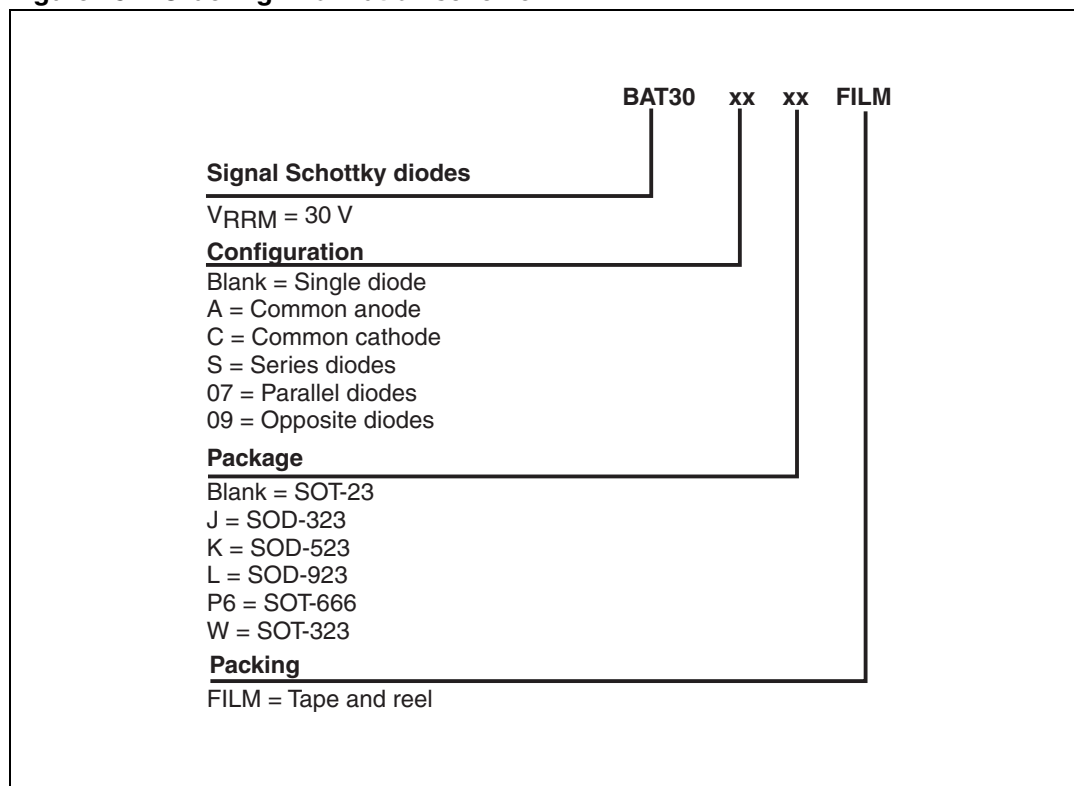 BAT30 xx xx FILM
Signal Schottky diodes
VRRM = 30 V
Configuration
Blank = Single diode
A = Common anode
C = Common cathode
S = Series diodes
07 = Parallel diodes
09 = Opposite diodes
Package
Blank = SOT-23
J = SOD-323
K = SOD-523
L = SOD-923
P6 = SOT-666
W = SOT-323
Packing
FILM = Tape and reel